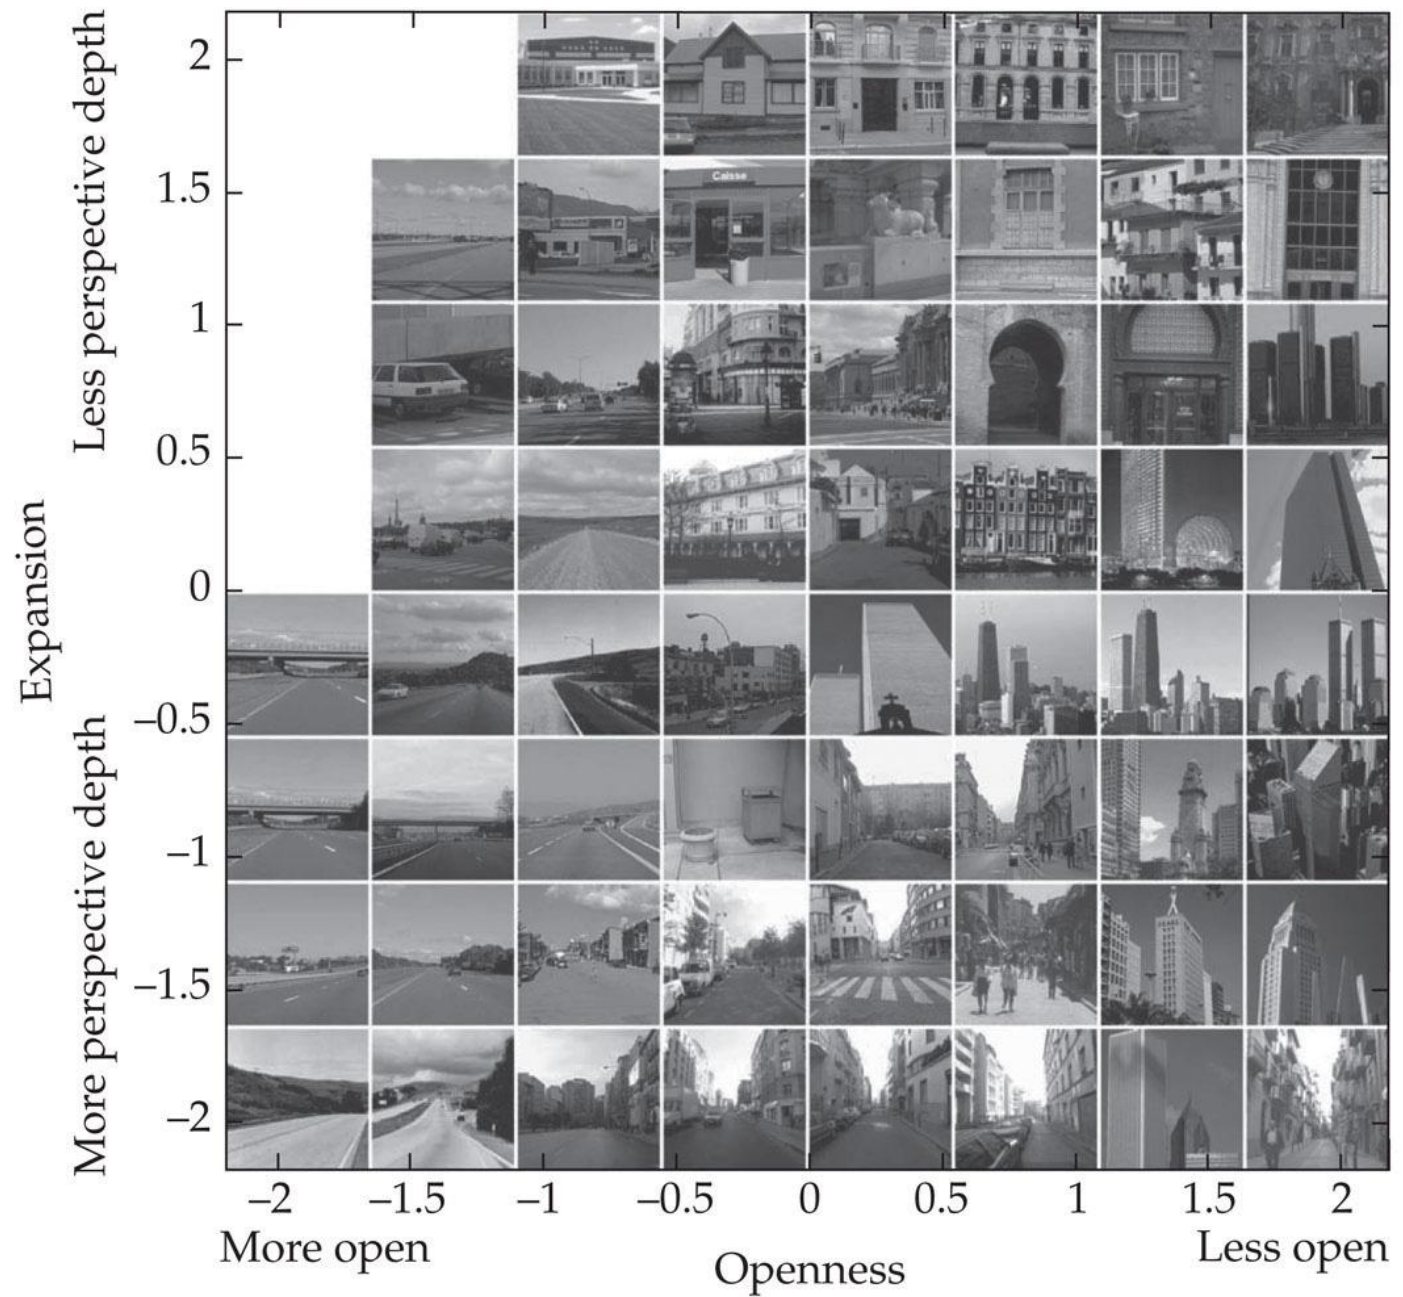 Less perspective depth
Expansion
More perspective depth
2
1.5
1
0.5
0
–0.5
–1
–1.5
–2
Caisse
–2 –1.5 –1 –0.5 0 0.5 1 1.5 2
More open
Openness
Less open